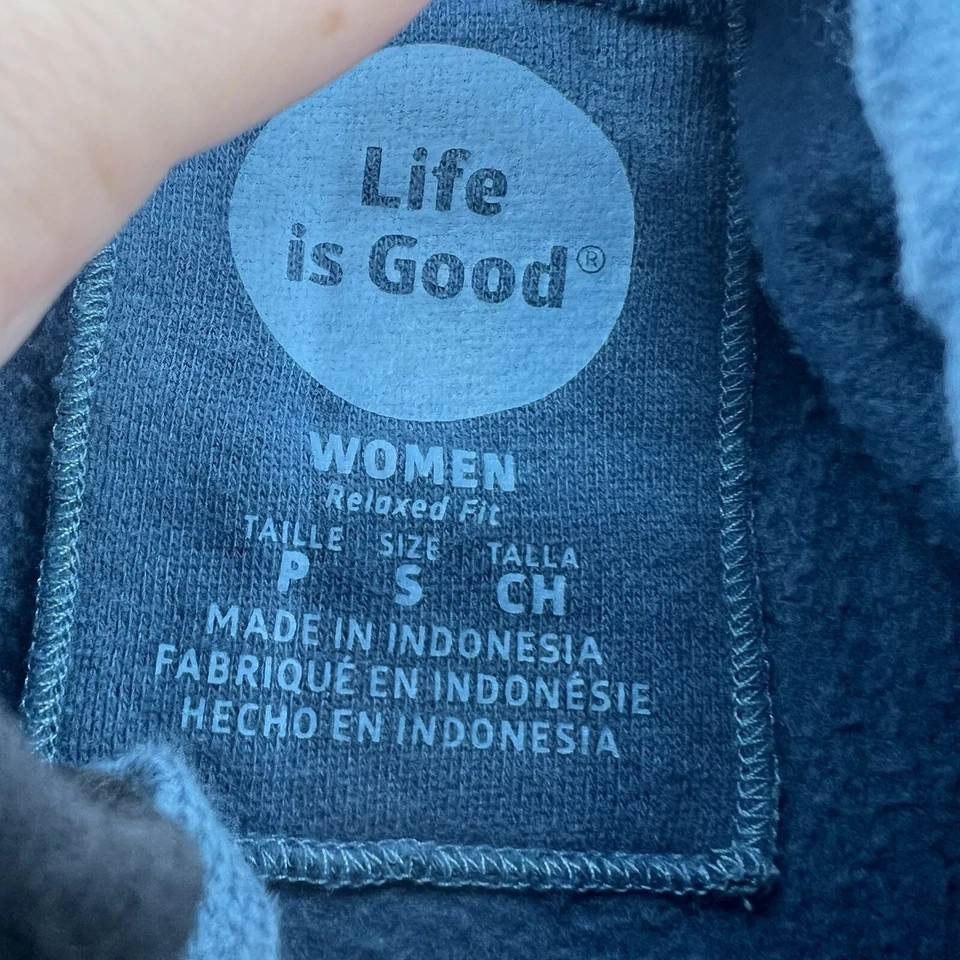 Life
is Good®
WOMEN
Relaxed Fit
TAILLE SIZE TALLA
P S CH
MADE IN INDONESIA
FABRIQUÉ EN INDONÉSIE
HECHO EN INDONESIA